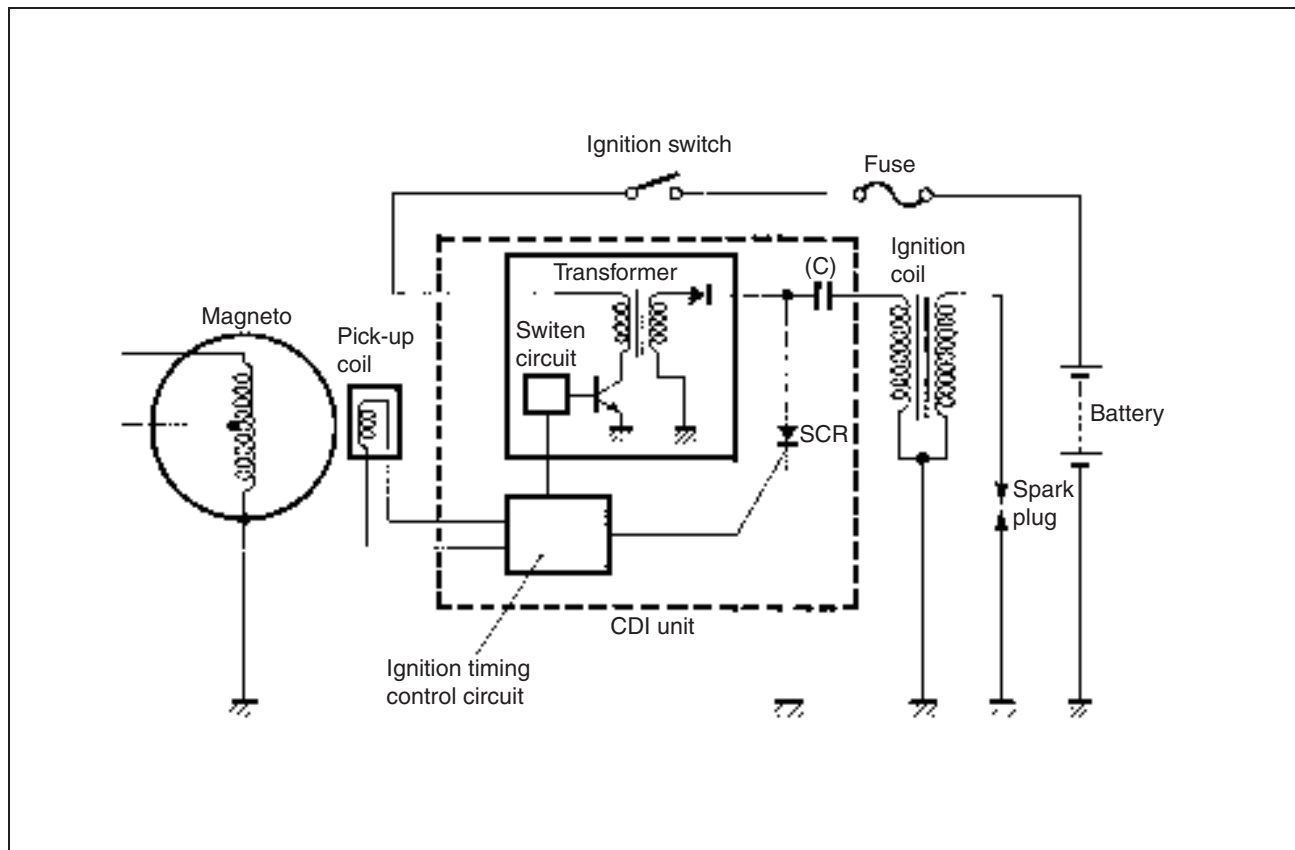 Ignition switch
Fuse
Ignition
coil
(C)
Transformer
Magneto
Pick-up
coil
Switen
circuit
Battery
SCR
Spark
plug
CDI unit
Ignition timing
control circuit